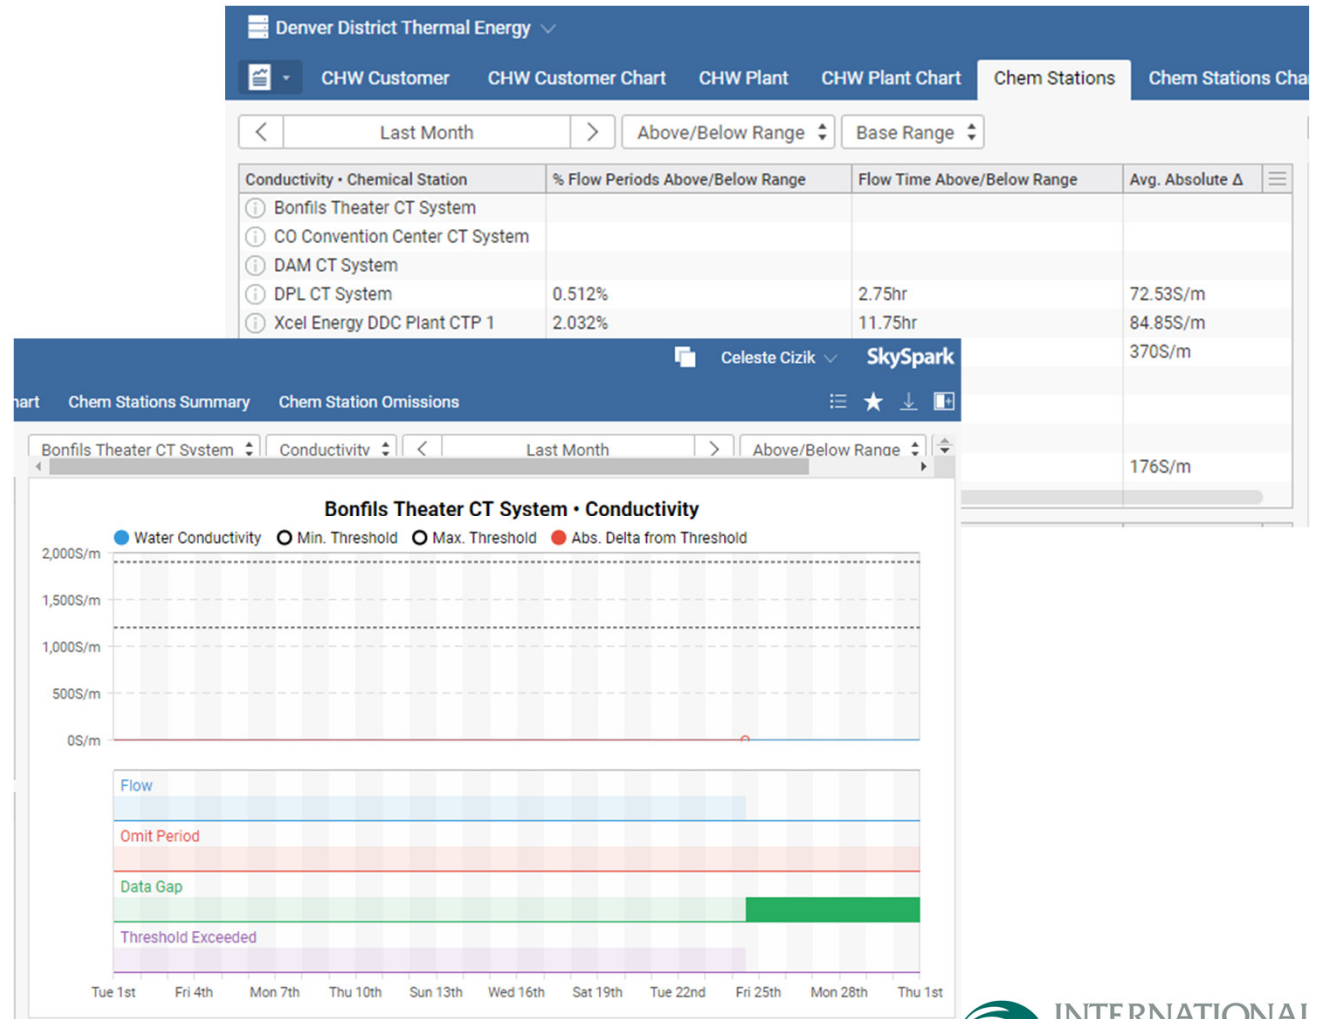 Denver District Thermal Energy
CHW Customer CHW Customer Chart CHW Plant CHW Plant Chart Chem Stations Chem Stations Cha
Last Month Above/Below Range Base Range
Conductivity • Chemical Station % Flow Periods Above/Below Range Flow Time Above/Below Range Avg. Absolute Δ
Bonfils Theater CT System
CO Convention Center CT System
DAM CT System
DPL CT System 0.512% 2.75hr 72.53S/m
Xcel Energy DDC Plant CTP 1 2.032% 11.75hr 84.85S/m
370S/m
176S/m
Celeste Cizik SkySpark
hart Chem Stations Summary Chem Station Omissions
Bonfils Theater CT System Conductivity Last Month Above/Below Range
Bonfils Theater CT System • Conductivity
Water Conductivity Min. Threshold Max. Threshold Abs. Delta from Threshold
2,000S/m
1,500S/m
1,000S/m
500S/m
0S/m
Flow
Omit Period
Data Gap
Threshold Exceeded
Tue 1st Fri 4th Mon 7th Thu 10th Sun 13th Wed 16th Sat 19th Tue 22nd Fri 25th Mon 28th Thu 1st
INTERNATIONAL